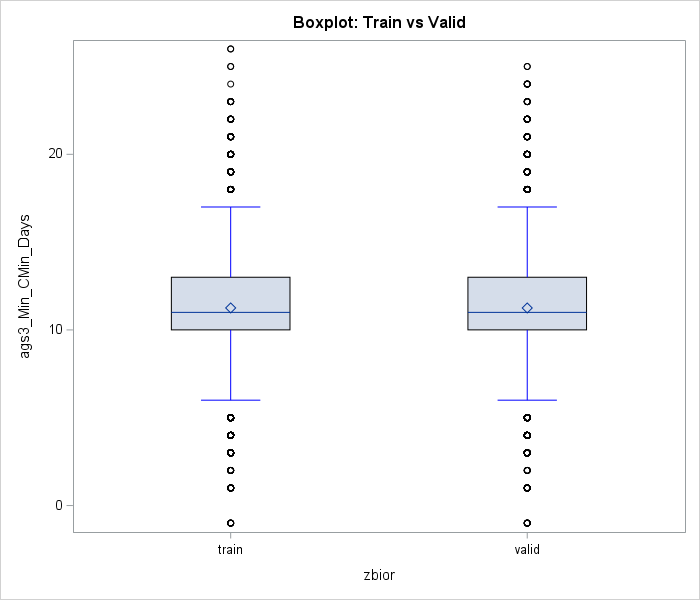 Boxplot: Train vs Valid
ags3_Min_CMin_Days
20
10
0
train
valid
zbior